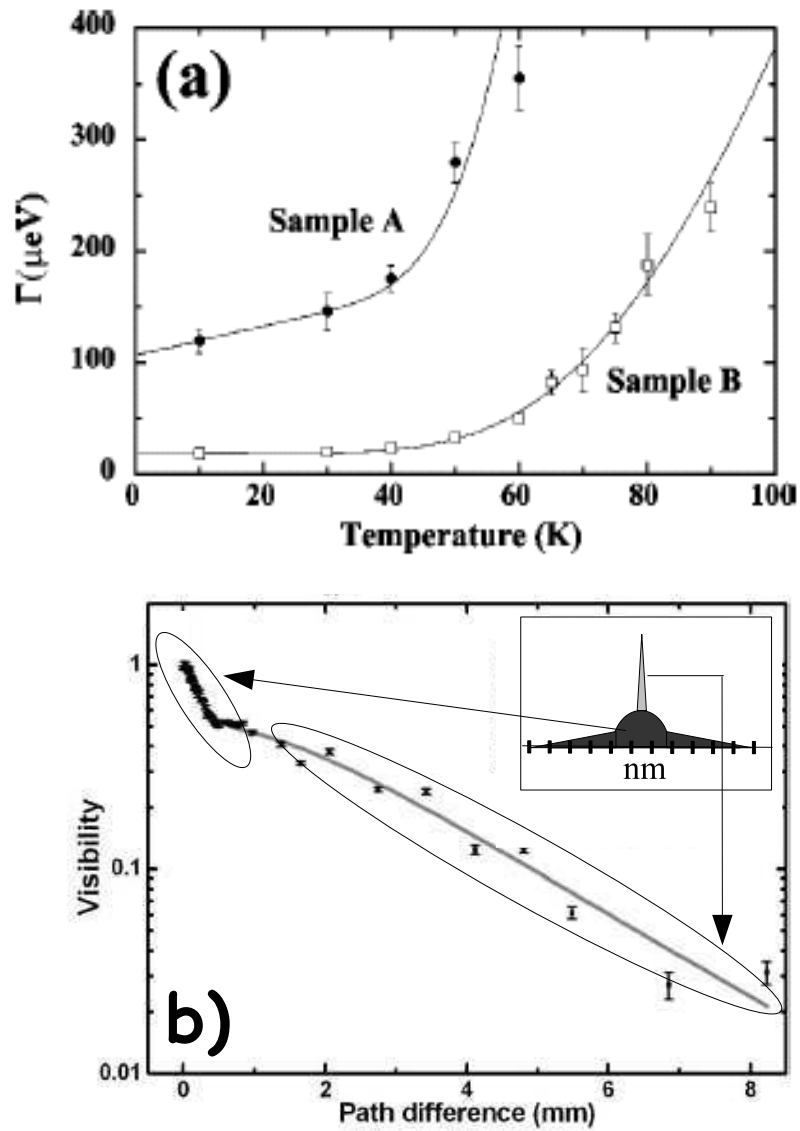 (a)
400
300
200
100
0
Γ(μeV)
Sample A
Sample B
0 20 40 60 80 100
Temperature (K)
1
0.1
0.01
Visibility
nm
b)
0 2 4 6 8
Path difference (mm)